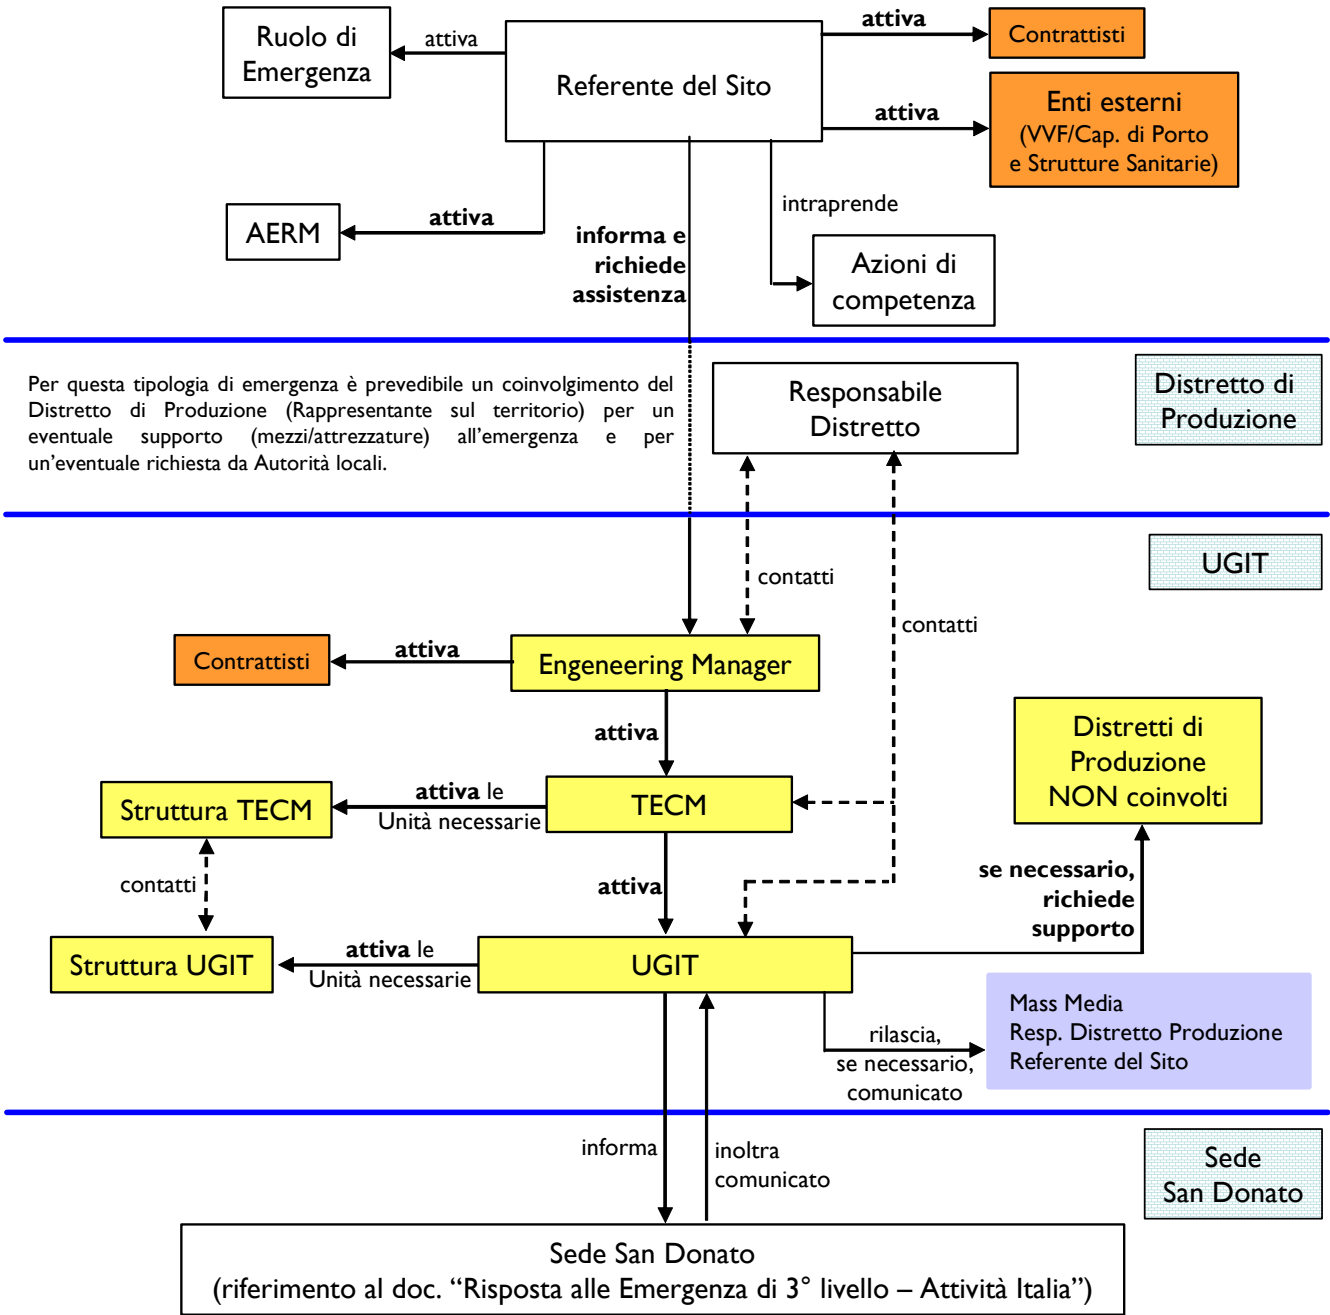 Ruolo di
Emergenza
attiva
Referente del Sito
attiva
Contrattisti
attiva
Enti esterni
(VVF/Cap. di Porto
e Strutture Sanitarie)
AERM
attiva
informa e
richiede
assistenza
intraprende
Azioni di
competenza
Per questa tipologia di emergenza è prevedibile un coinvolgimento del
Distretto di Produzione (Rappresentante sul territorio) per un
eventuale supporto (mezzi/attrezzature) all’emergenza e per
un’eventuale richiesta da Autorità locali.
Responsabile
Distretto
Distretto di
Produzione
UGIT
contatti
contatti
Contrattisti
attiva
Engeneering Manager
attiva
Distretti di
Produzione
NON coinvolti
Struttura TECM
attiva le
Unità necessarie
TECM
contatti
attiva
se necessario,
richiede
supporto
Struttura UGIT
attiva le
Unità necessarie
UGIT
rilascia,
se necessario,
comunicato
Mass Media
Resp. Distretto Produzione
Referente del Sito
informa
inoltra
comunicato
Sede
San Donato
Sede San Donato
(riferimento al doc. “Risposta alle Emergenza di 3° livello – Attività Italia”)